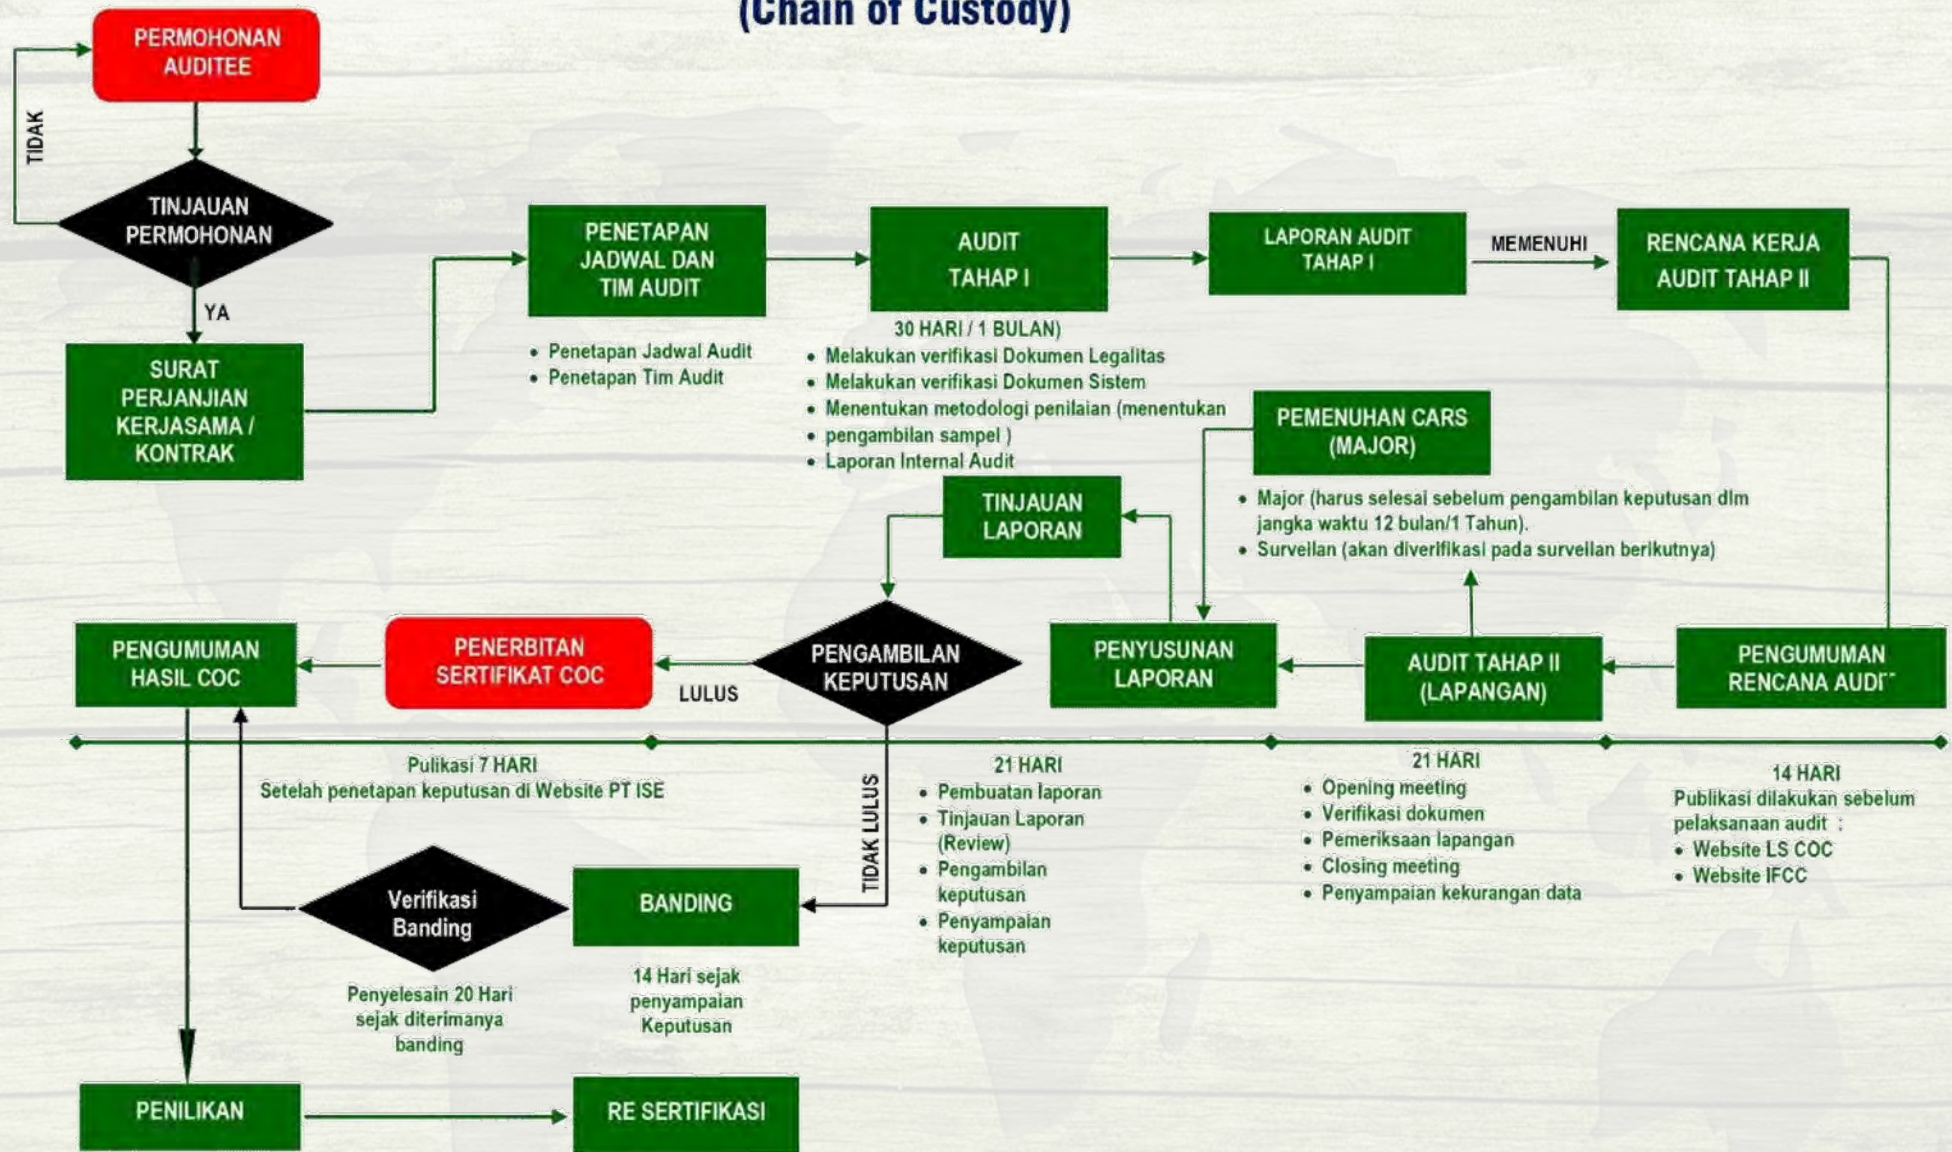 (Chain of Custody)
PERMOHONAN
AUDITEE
TIDAK
TINJAUAN
PERMOHONAN
YA
SURAT
PERJANJIAN
KERJASAMA /
KONTRAK
PENETAPAN
JADWAL DAN
TIM AUDIT
• Penetapan Jadwal Audit
• Penetapan Tim Audit
AUDIT
TAHAP I
30 HARI / 1 BULAN)
• Melakukan verifikasi Dokumen Legalitas
• Melakukan verifikasi Dokumen Sistem
• Menentukan metodologi penilaian (menentukan
• pengambilan sampel )
• Laporan Internal Audit
LAPORAN AUDIT
TAHAP I
MEMENUHI
RENCANA KERJA
AUDIT TAHAP II
PEMENUHAN CARS
(MAJOR)
• Major (harus selesai sebelum pengambilan keputusan dlm
jangka waktu 12 bulan/1 Tahun).
• Surveilan (akan diverifikasi pada surveilan berikutnya)
TINJAUAN
LAPORAN
PENGUMUMAN
HASIL COC
PENERBITAN
SERTIFIKAT COC
LULUS
PENGAMBILAN
KEPUTUSAN
PENYUSUNAN
LAPORAN
AUDIT TAHAP II
(LAPANGAN)
PENGUMUMAN
RENCANA
Pulikasi 7 HARI
Setelah penetapan keputusan di Website PT ISE
TIDAK LULUS
21 HARI
• Pembuatan laporan
• Tinjauan Laporan
(Review)
• Pengambilan
keputusan
• Penyampaian
keputusan
21 HARI
• Opening meeting
• Verifikasi dokumen
• Pemeriksaan lapangan
• Closing meeting
• Penyampaian kekurangan data
14 HARI
Publikasi dilakukan sebelum
pelaksanaan audit :
• Website LS COC
• Website IFCC
Verifikasi
Banding
Penyelesain 20 Hari
sejak diterimanya
banding
BANDING
14 Hari sejak
penyampaian
Keputusan
PENILIKAN
RE SERTIFIKASI